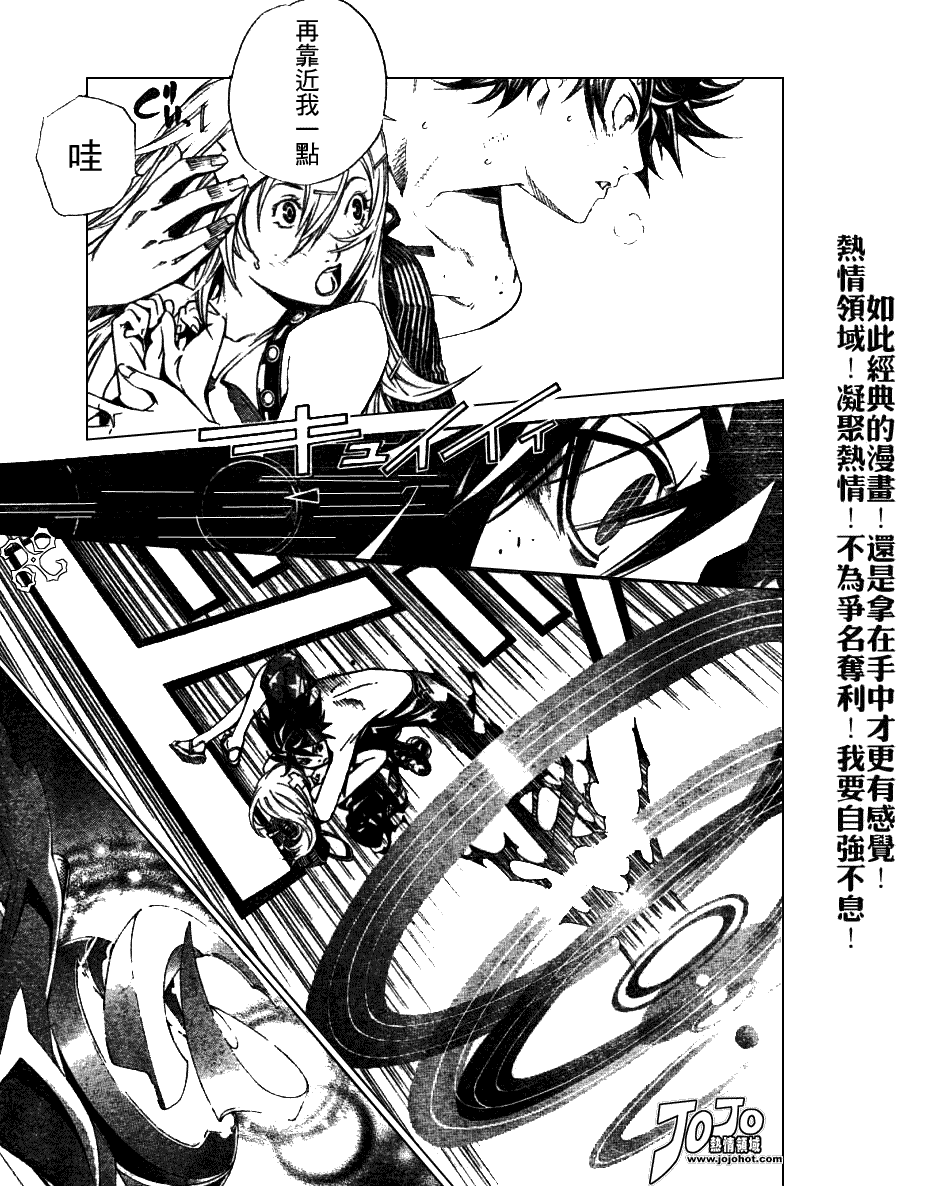 再靠近我一點
哇
ぐい
キュイイィ
如此經典的漫畫！還是拿在手中才更有感覺！
熱情領域！凝聚熱情！不為爭名奪利！我要自強不息！
JOJO
熱情領域
www.jojohot.com